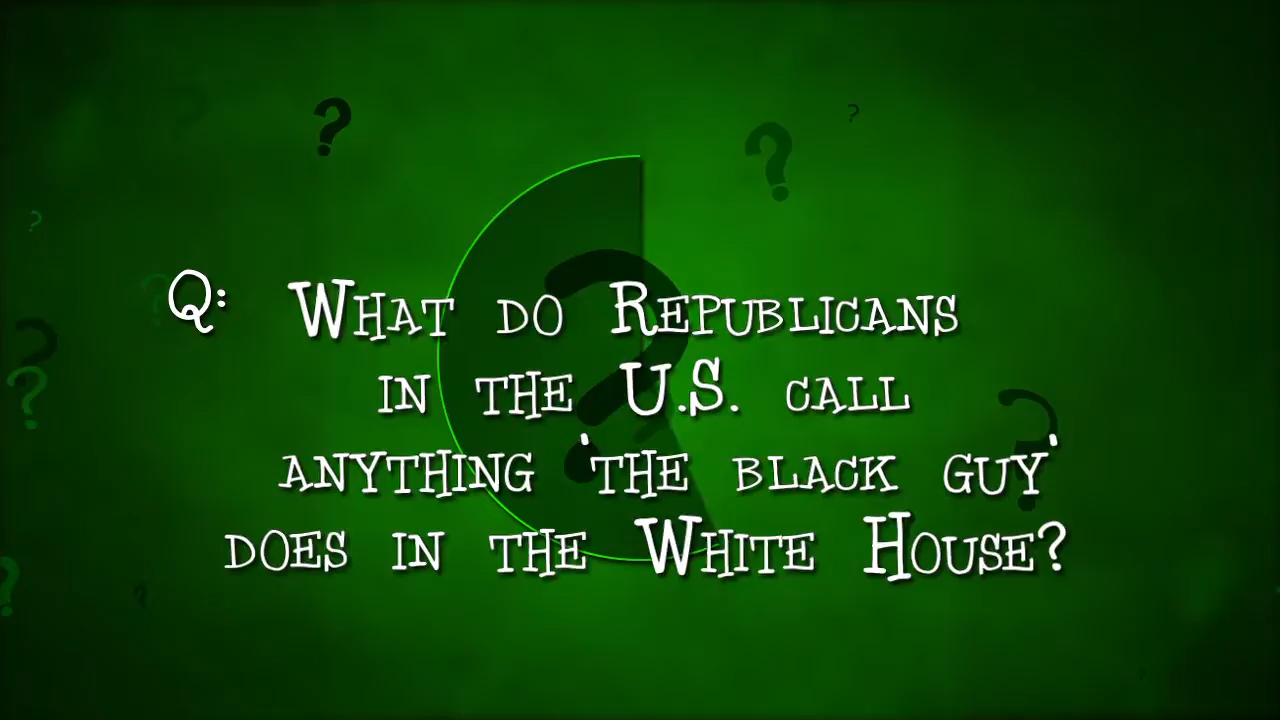 Q: What do Republicans
in the U.S. call
anything 'the black guy'
does in the White House?